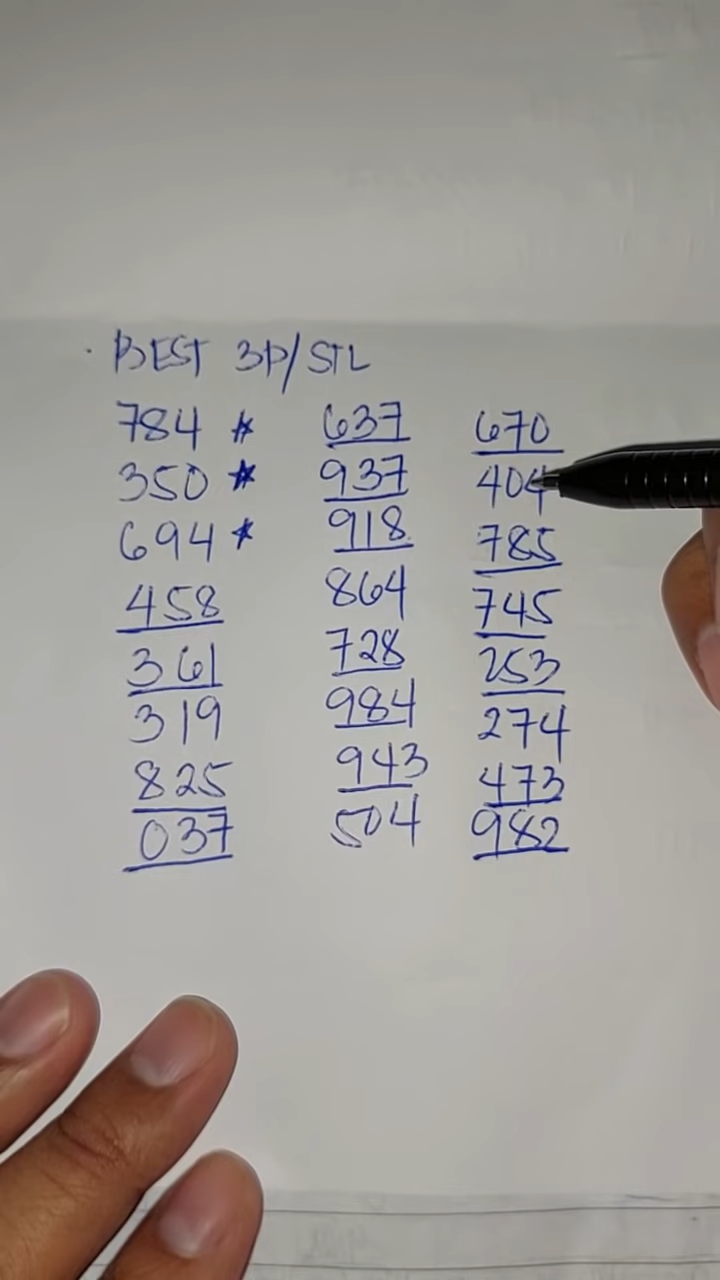 BEST 3D/STL
784 * 637 670
350 * 937 404
694 * 918 785
458 864 745
361 728 253
319 984 274
825 943 473
037 504 982